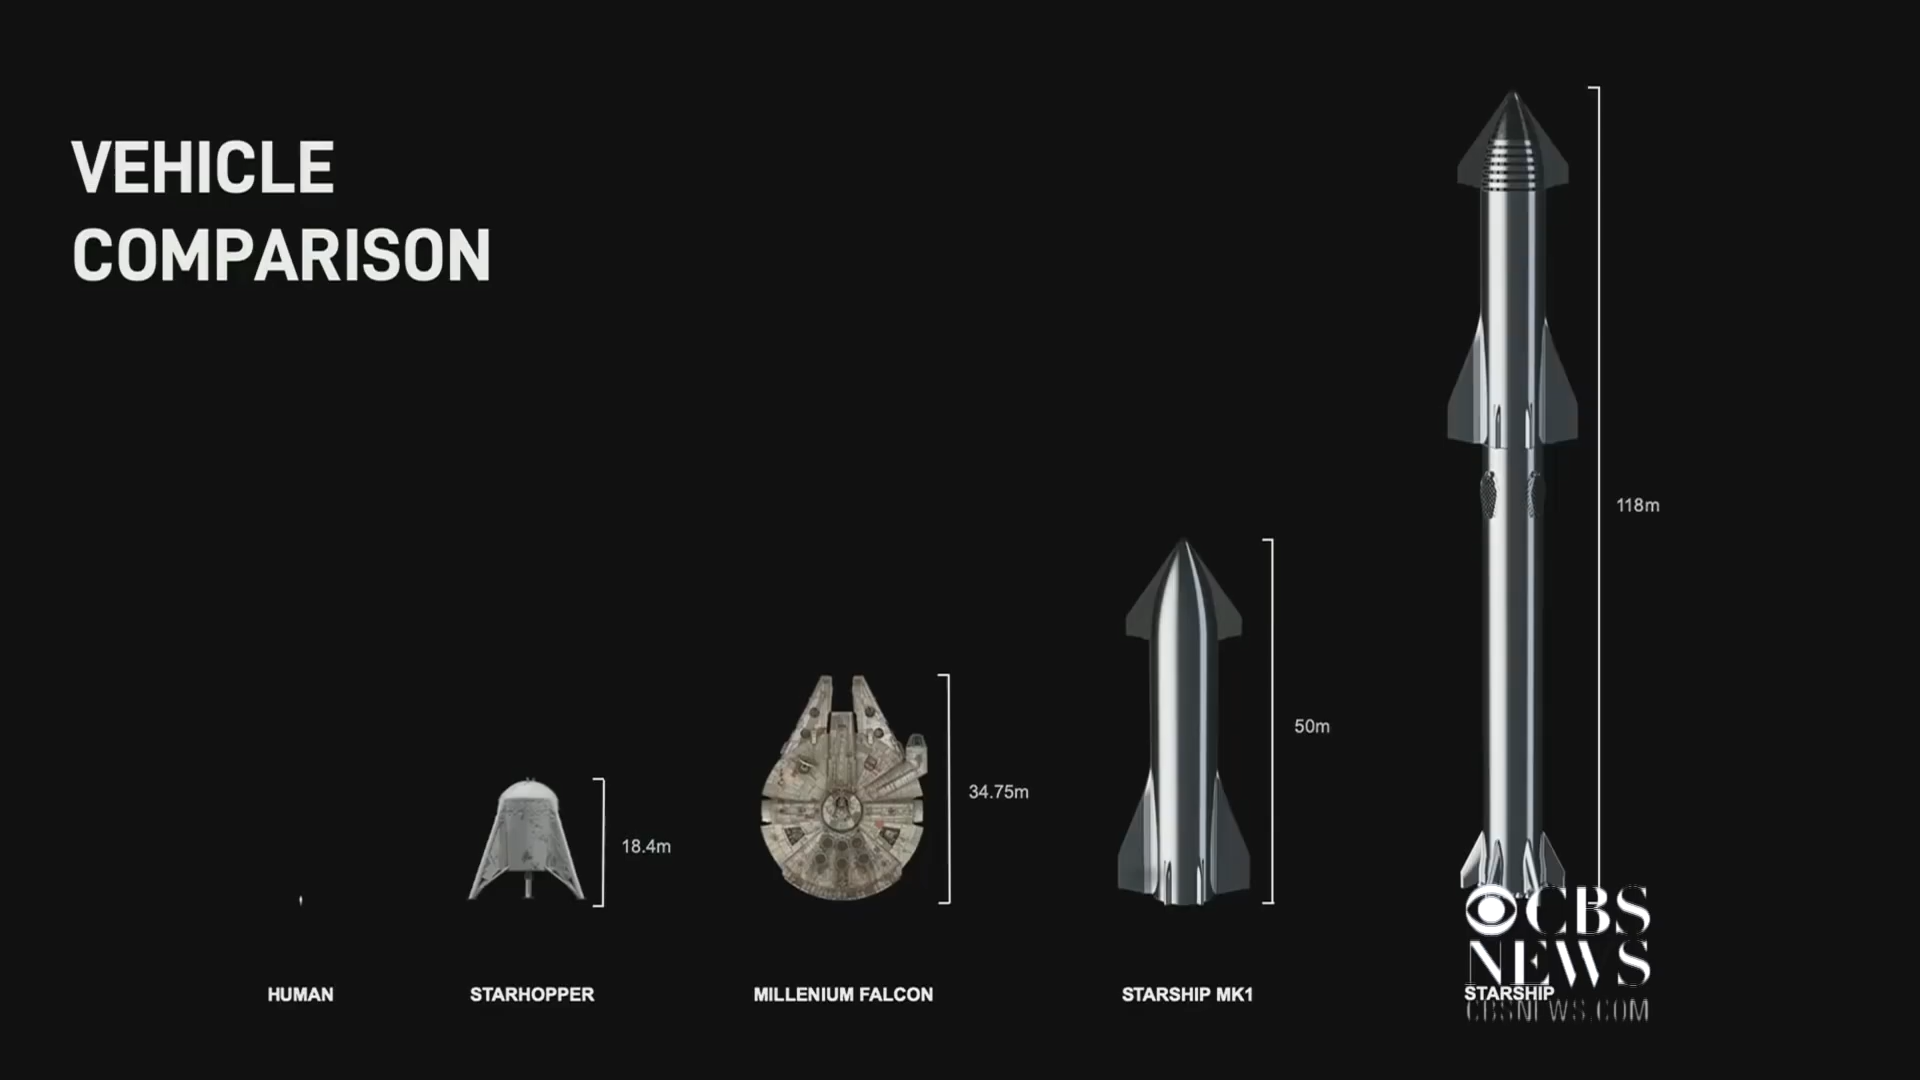 VEHICLE
COMPARISON
118m
50m
34.75m
18.4m
CBS
NEWS
HUMAN
STARHOPPER
MILLENIUM FALCON
STARSHIP MK1
STARSHIP
CBSNEWS.COM